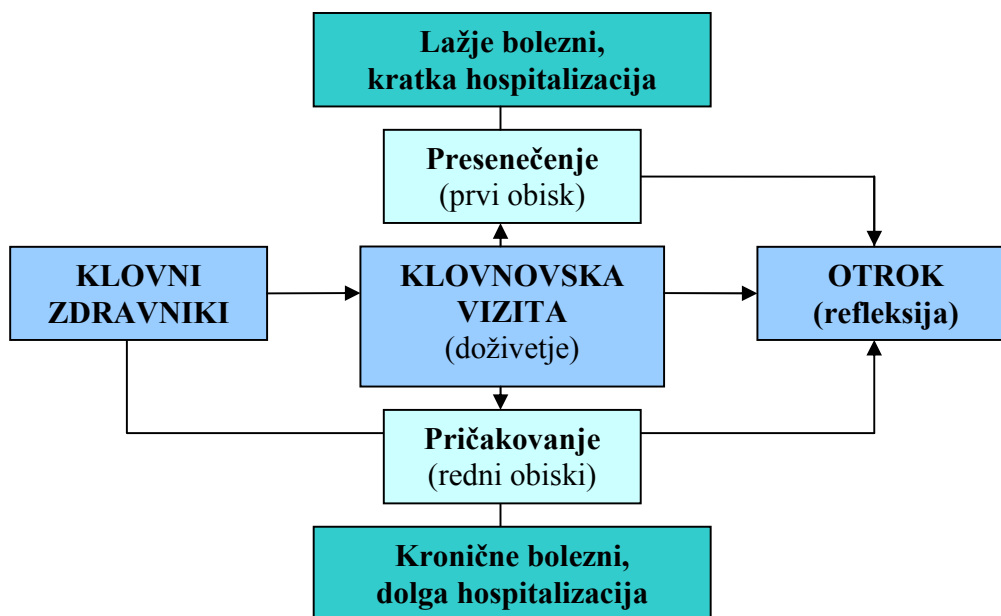 Lažje bolezni,
kratka hospitalizacija
Presenečenje
(prvi obisk)
KLOVNI
ZDRAVNIKI
KLOVNOVSKA
VIZITA
(doživetje)
OTROK
(refleksija)
Pričakovanje
(redni obiski)
Kronične bolezni,
dolga hospitalizacija